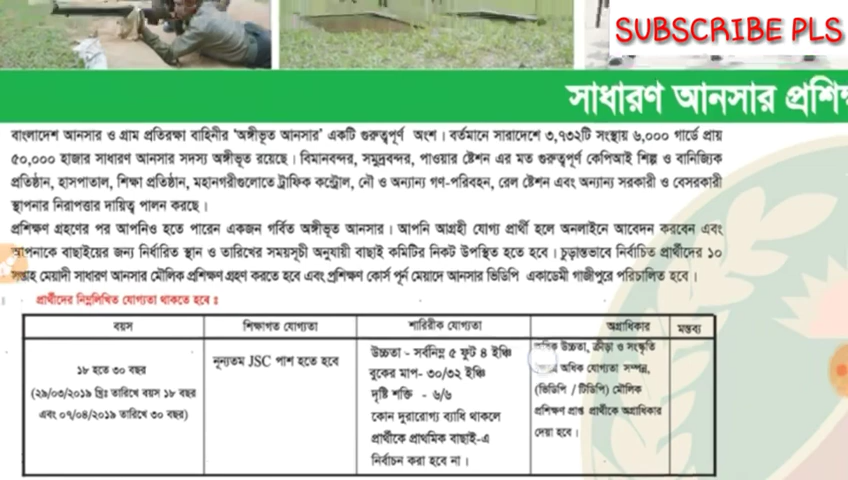 SUBSCRIBE PLS
সাধারণ আনসার প্রশিক্ষ
বাংলাদেশ আনসার ও গ্রাম প্রতিরক্ষা বাহিনীর 'অঙ্গীভূত আনসার' একটি গুরুত্বপূর্ণ অংশ। বর্তমানে সারাদেশে ৩,৭৩২টি সংস্থায় ৬,০০০ গার্ডে প্রায়
৫০,০০০ হাজার সাধারণ আনসার সদস্য অঙ্গীভূত রয়েছে। বিমানবন্দর, সমুদ্রবন্দর, পাওয়ার ষ্টেশন এর মত গুরুত্বপূর্ণ কেপিআই শিল্প ও বানিজ্যিক
প্রতিষ্ঠান, হাসপাতাল, শিক্ষা প্রতিষ্ঠান, মহানগরীগুলোতে ট্রাফিক কন্ট্রোল, নৌ ও অন্যান্য গণ-পরিবহন, রেল ষ্টেশন এবং অন্যান্য সরকারী ও বেসরকারী
স্থাপনার নিরাপত্তার দায়িত্ব পালন করছে।
প্রশিক্ষণ গ্রহণের পর আপনিও হতে পারেন একজন গর্বিত অঙ্গীভূত আনসার। আপনি আগ্রহী যোগ্য প্রার্থী হলে অনলাইনে আবেদন করবেন এবং
আপনাকে বাছাইয়ের জন্য নির্ধারিত স্থান ও তারিখের সময়সূচী অনুযায়ী বাছাই কমিটির নিকট উপস্থিত হতে হবে। চুড়ান্তভাবে নির্বাচিত প্রার্থীদের ১০
সপ্তাহ মেয়াদী সাধারণ আনসার মৌলিক প্রশিক্ষণ গ্রহণ করতে হবে এবং প্রশিক্ষণ কোর্স পূর্ন মেয়াদে আনসার ভিডিপি একাডেমী গাজীপুরে পরিচালিত হবে।
প্রার্থীদের নিম্নলিখিত যোগ্যতা থাকতে হবে ঃ
বয়স
শিক্ষাগত যোগ্যতা
শারিরীক যোগ্যতা
অগ্রাধিকার
মন্তব্য
১৮ হতে ৩০ বছর
(২৯/০৩/২০১৯ খ্রিঃ তারিখে বয়স ১৮ বছর
এবং ০৭/০৪/২০১৯ তারিখে ৩০ বছর)
নূন্যতম JSC পাশ হতে হবে
উচ্চতা - সর্বনিম্ন ৫ ফুট ৪ ইঞ্চি
বুকের মাপ- ৩০/৩২ ইঞ্চি
দৃষ্টি শক্তি - ৬/৬
কোন দুরারোগ্য ব্যাধি থাকলে
প্রার্থীকে প্রাথমিক বাছাই-এ
নির্বাচন করা হবে না।
উচ্চতা, ক্রীড়া ও সংস্কৃতি
অধিক যোগ্যতা সম্পন্ন,
(ভিডিপি / টিডিপি) মৌলিক
প্রশিক্ষণ প্রাপ্ত প্রার্থীকে অগ্রাধিকার
দেয়া হবে।